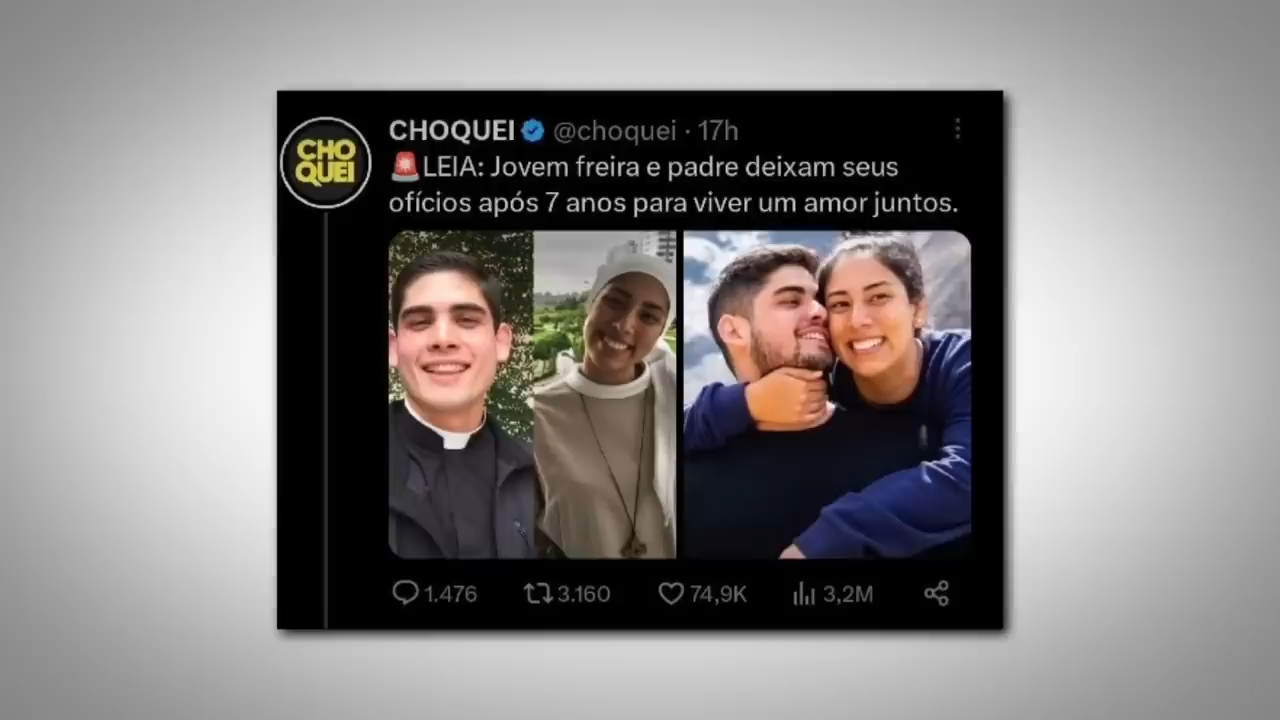 CHO
QUEI
CHOQUEI @choquei · 17h
LEIA: Jovem freira e padre deixam seus
ofícios após 7 anos para viver um amor juntos.
1.476 3.160 74,9K 3,2M